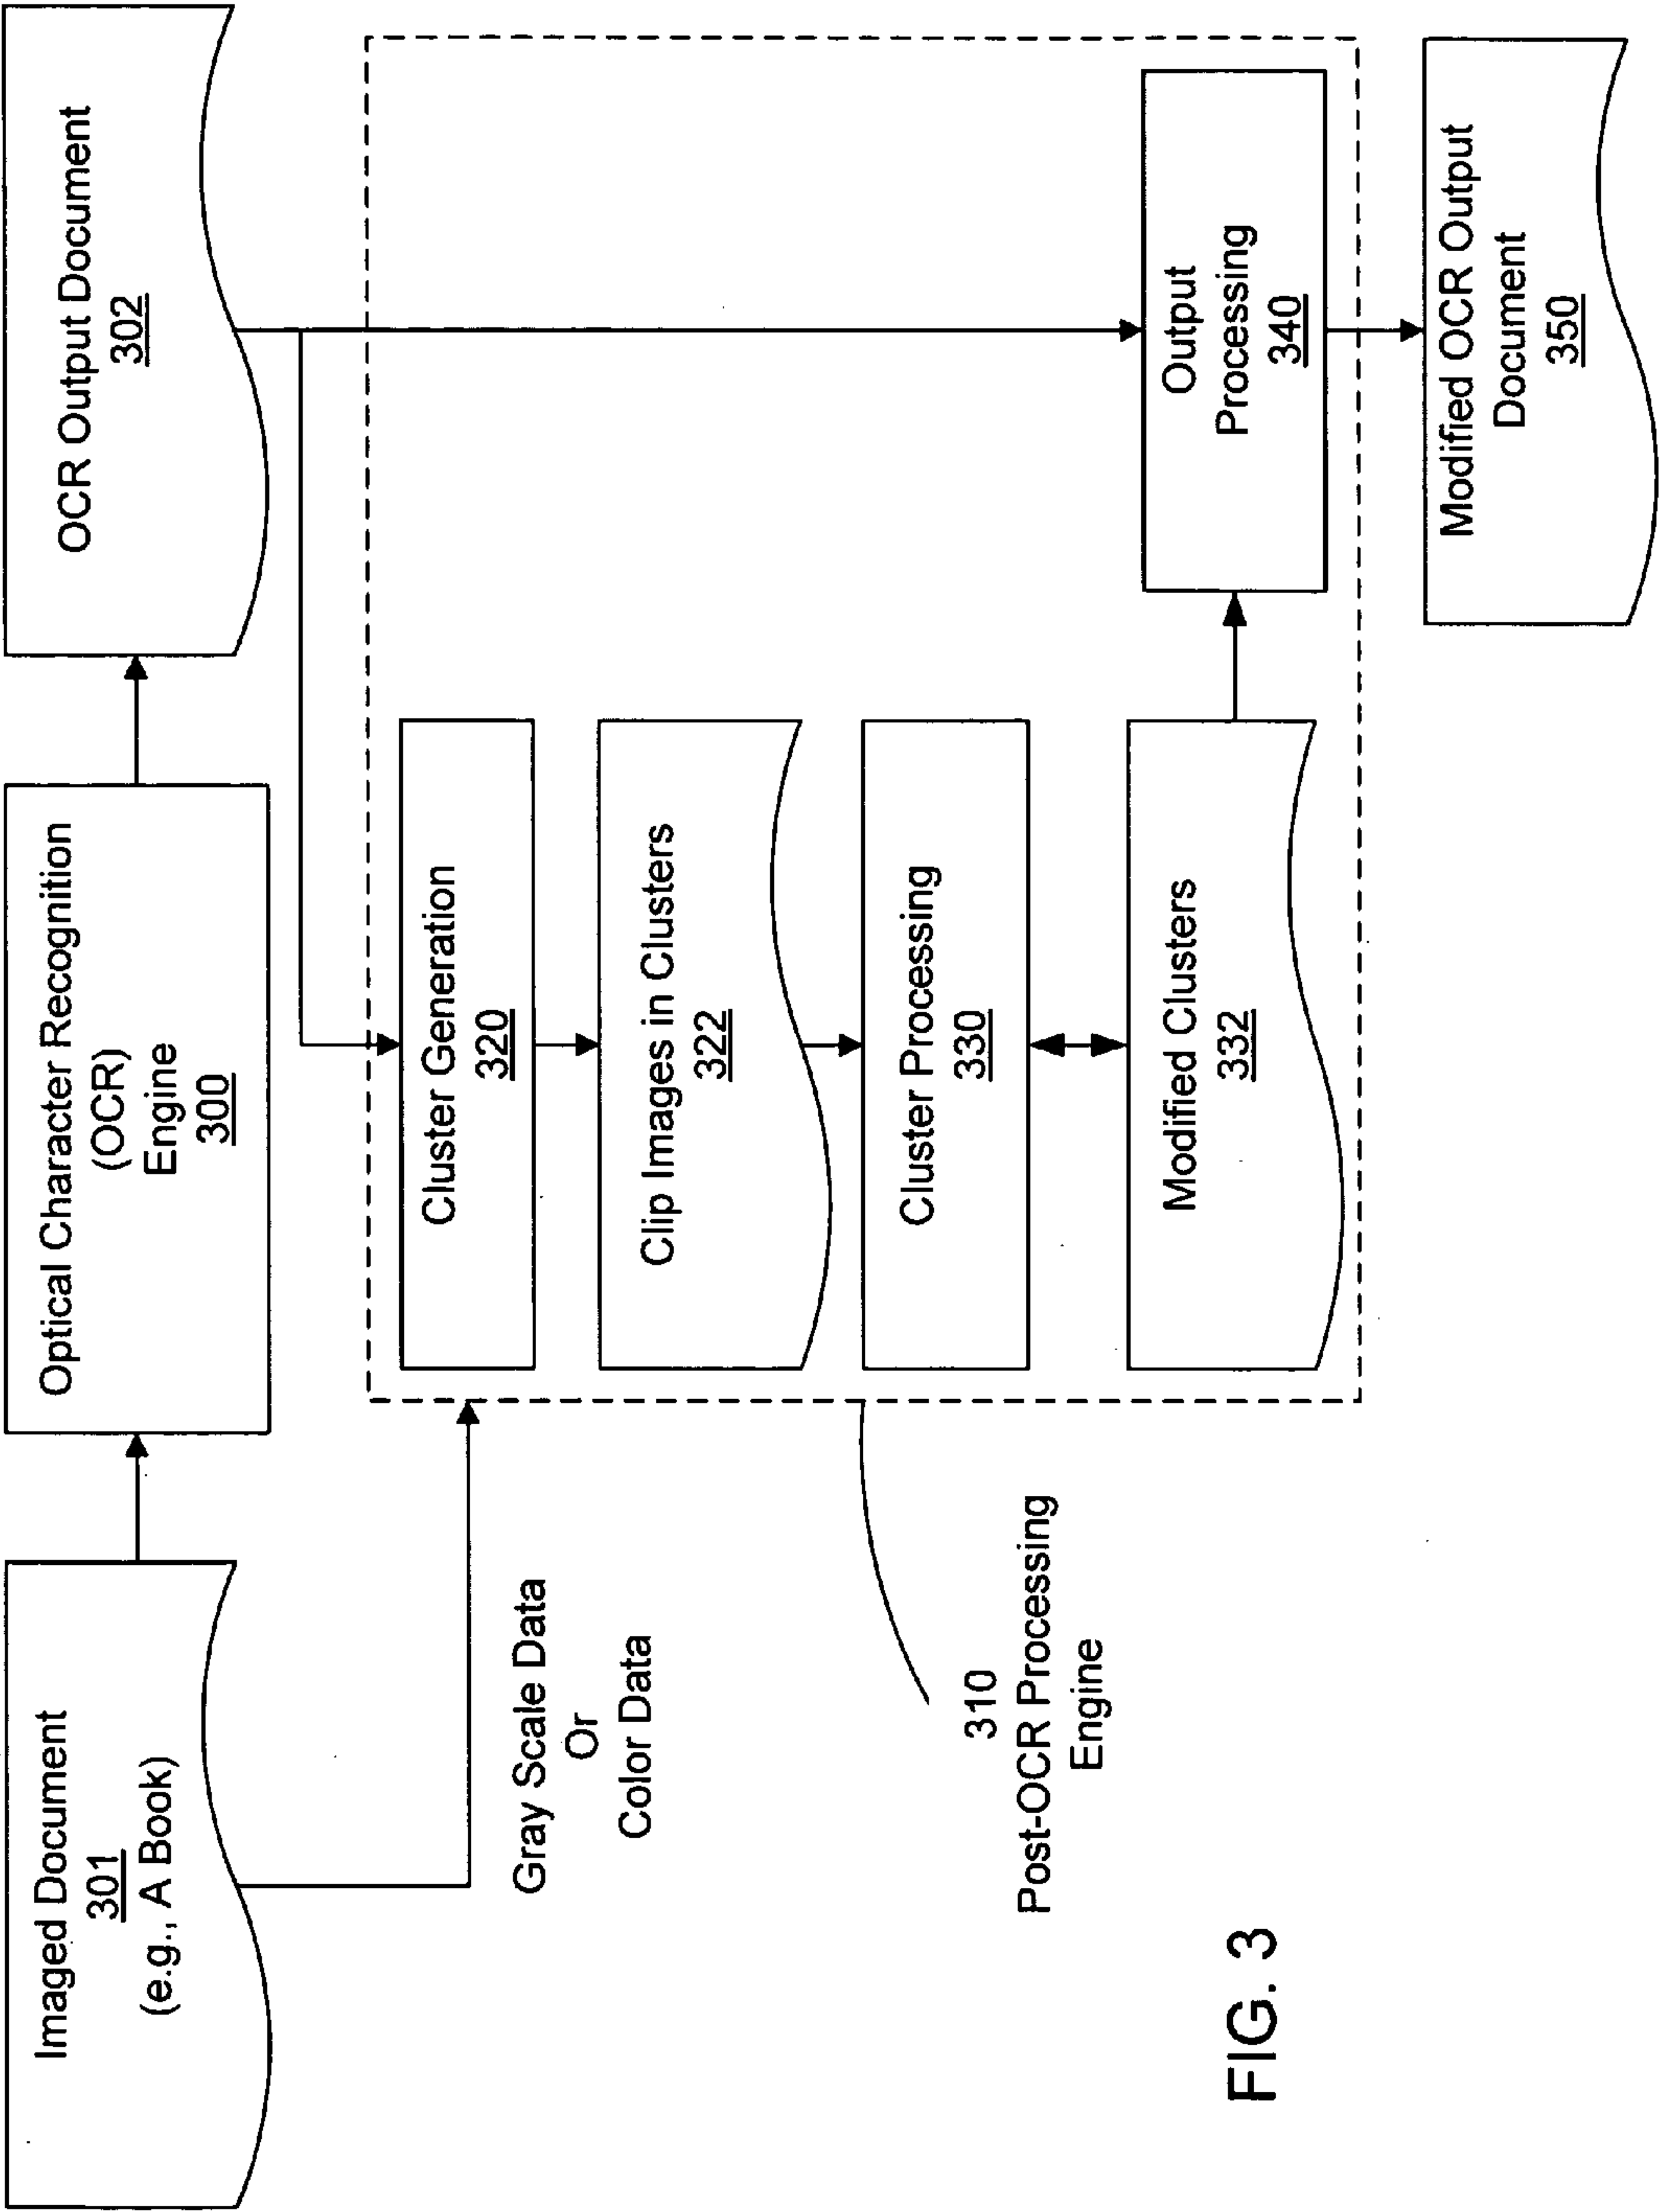 Imaged Document
301
(e.g., A Book)
Optical Character Recognition
(OCR)
Engine
300
OCR Output Document
302
Gray Scale Data
Or
Color Data
310
Post-OCR Processing
Engine
Cluster Generation
320
Clip Images in Clusters
322
Cluster Processing
330
Modified Clusters
332
Output
Processing
340
Modified OCR Output
Document
350
FIG. 3